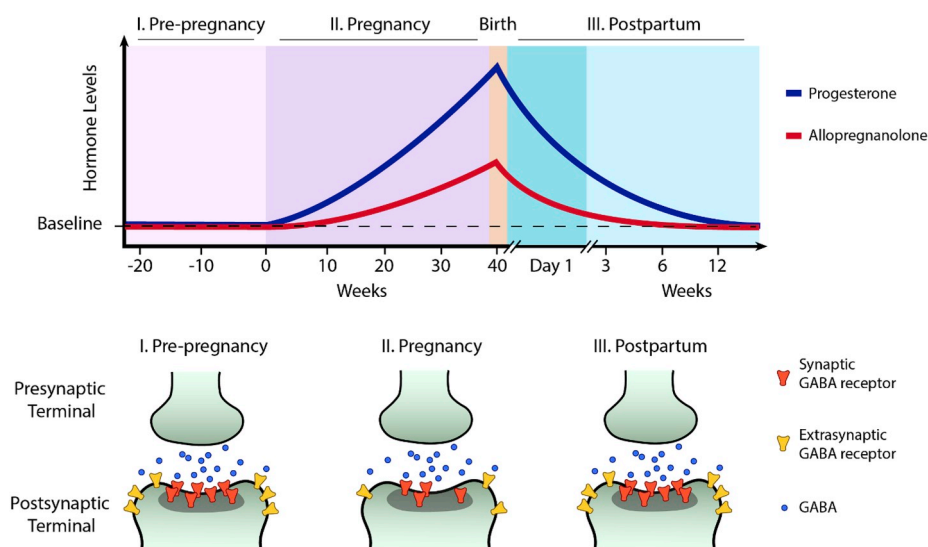 I. Pre-pregnancy
II. Pregnancy
Birth
III. Postpartum
Hormone Levels
Progesterone
Allopregnanolone
Baseline
-20 -10 0 10 20 30 40 Day 1 3 6 12
Weeks Weeks
I. Pre-pregnancy
II. Pregnancy
III. Postpartum
Presynaptic
Terminal
Postsynaptic
Terminal
Synaptic
GABA receptor
Extrasynaptic
GABA receptor
GABA